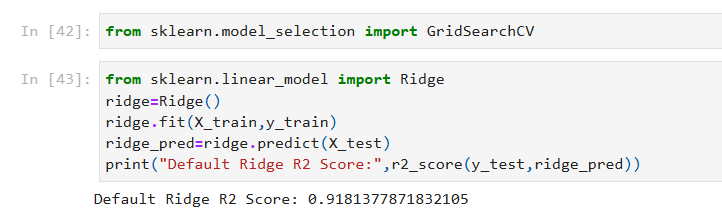 In [42]: from sklearn.model_selection import GridSearchCV
In [43]: from sklearn.linear_model import Ridge
ridge=Ridge()
ridge.fit(X_train,y_train)
ridge_pred=ridge.predict(X_test)
print("Default Ridge R2 Score:",r2_score(y_test,ridge_pred))
Default Ridge R2 Score: 0.9181377871832105